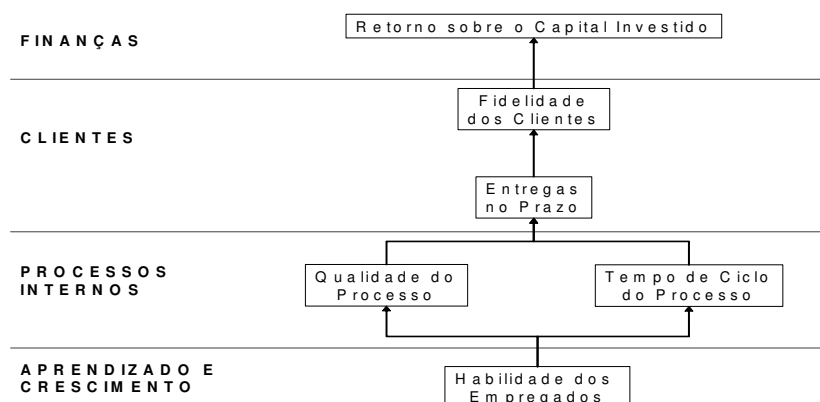 Retorno sobre o Capital Investido
FINANÇAS
Fidelidade
dos Clientes
CLIENTES
Entregas
no Prazo
PROCESSOS
INTERNOS
Qualidade do
Processo
Tempo de Ciclo
do Processo
APRENDIZADO E
CRESCIMENTO
Habilidade dos
Empregados